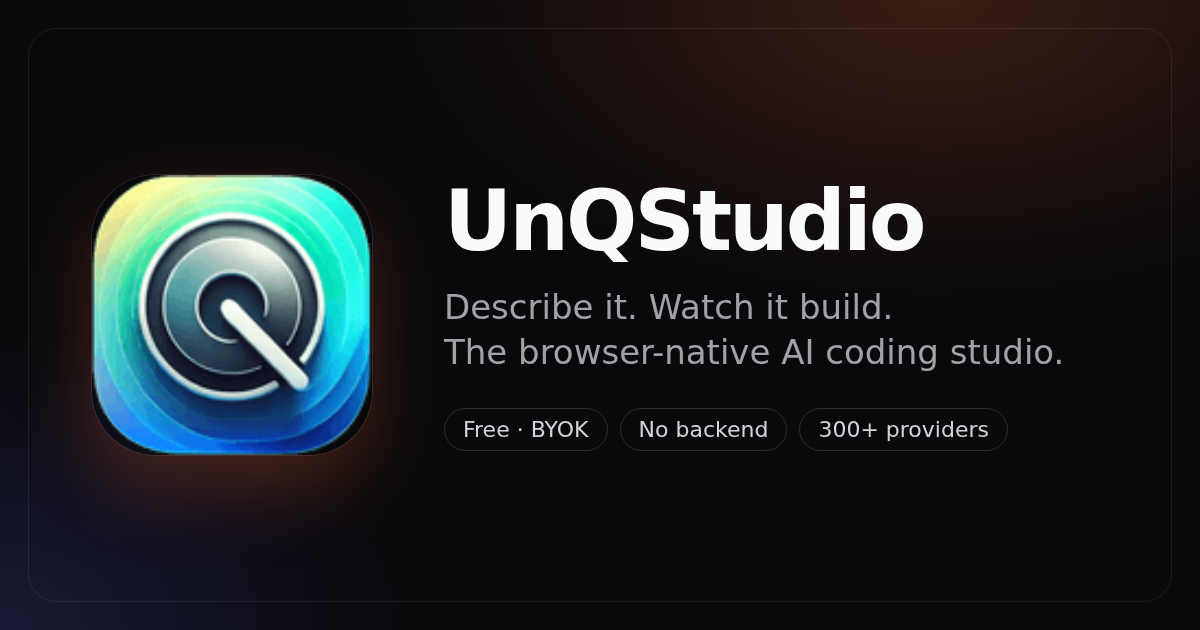 UnQStudio
Describe it. Watch it build.
The browser-native AI coding studio.
Free · BYOK
No backend
300+ providers